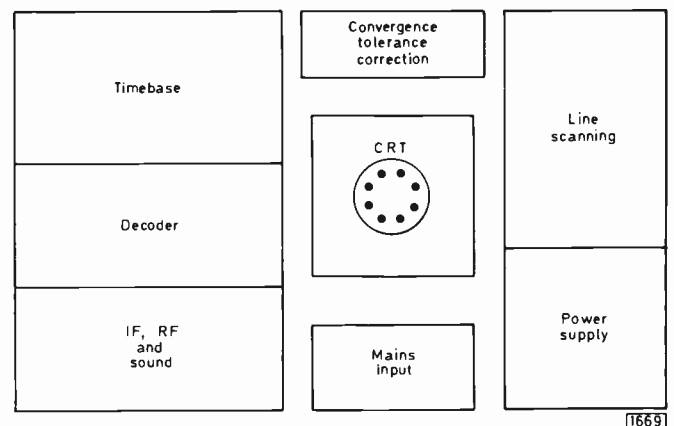 Timebase
Decoder
IF, RF
and
sound
Convergence
tolerance
correction
CRT
Mains
input
Line
scanning
Power
supply
1669